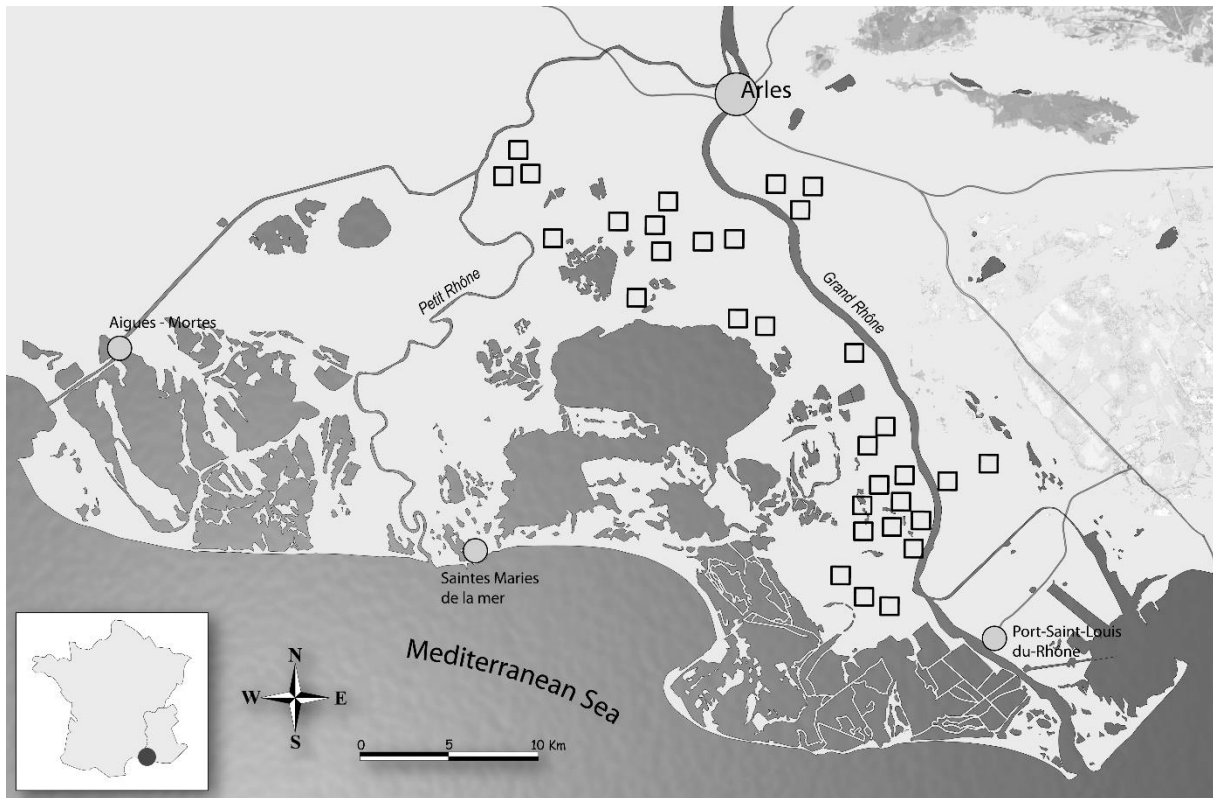 Arles
Petit Rhône
Grand Rhône
Aigues - Mortes
Saintes Maries
de la mer
Port-Saint-Louis
du-Rhône
Mediterranean Sea
N
W E
S
0 5 10 Km